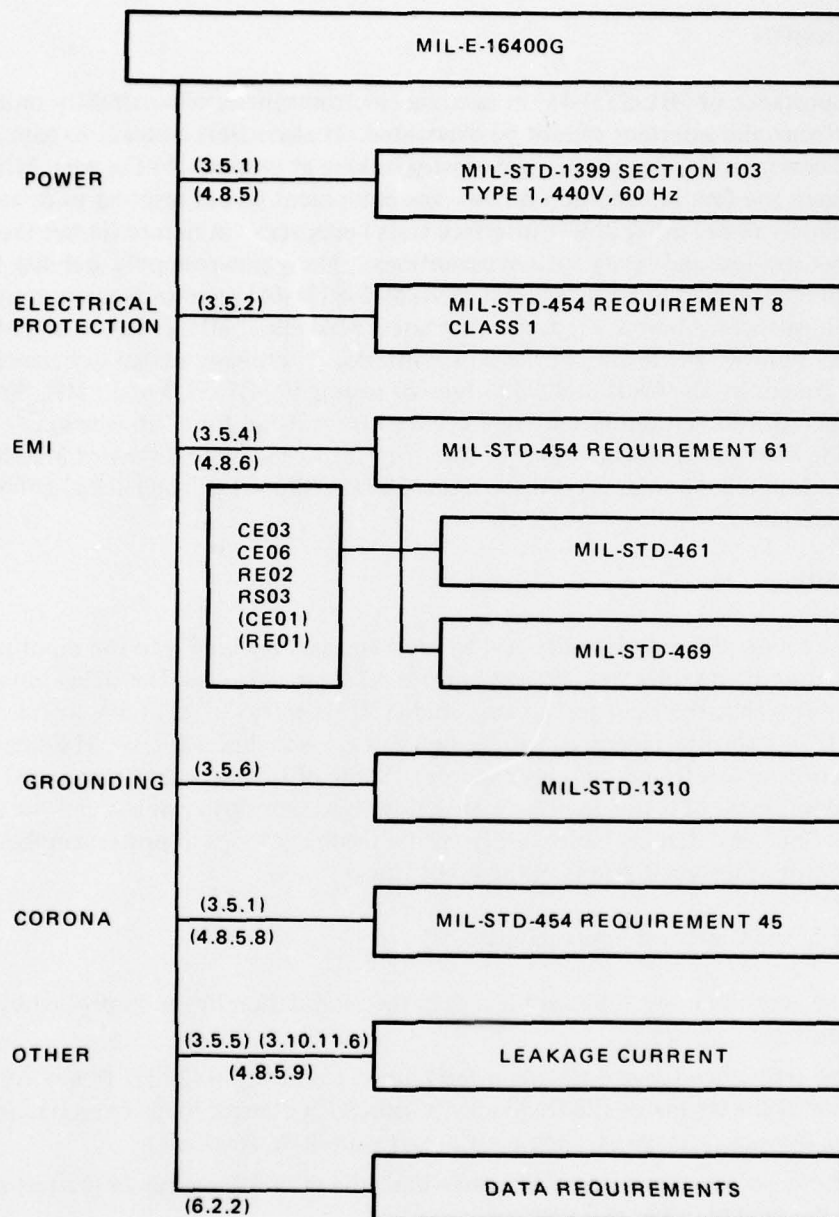 MIL-E-16400G
POWER
(3.5.1)
(4.8.5)
MIL-STD-1399 SECTION 103
TYPE 1, 440V, 60 Hz
ELECTRICAL
PROTECTION
(3.5.2)
MIL-STD-454 REQUIREMENT 8
CLASS 1
EMI
(3.5.4)
(4.8.6)
MIL-STD-454 REQUIREMENT 61
CE03
CE06
RE02
RS03
(CE01)
(RE01)
MIL-STD-461
MIL-STD-469
GROUNDING
(3.5.6)
MIL-STD-1310
CORONA
(3.5.1)
(4.8.5.8)
MIL-STD-454 REQUIREMENT 45
OTHER
(3.5.5) (3.10.11.6)
(4.8.5.9)
LEAKAGE CURRENT
(6.2.2)
DATA REQUIREMENTS